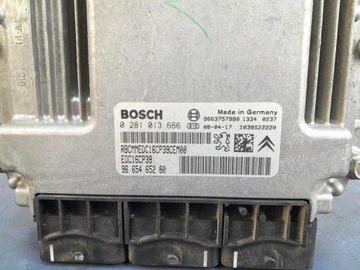 BOSCH
Made in Germany
0 281 013 666
9663757980 1334 0237
08-04-17 1039S22220
RBCMMEDC16CP39CEM00
EDC16CP39
96 654 652 80